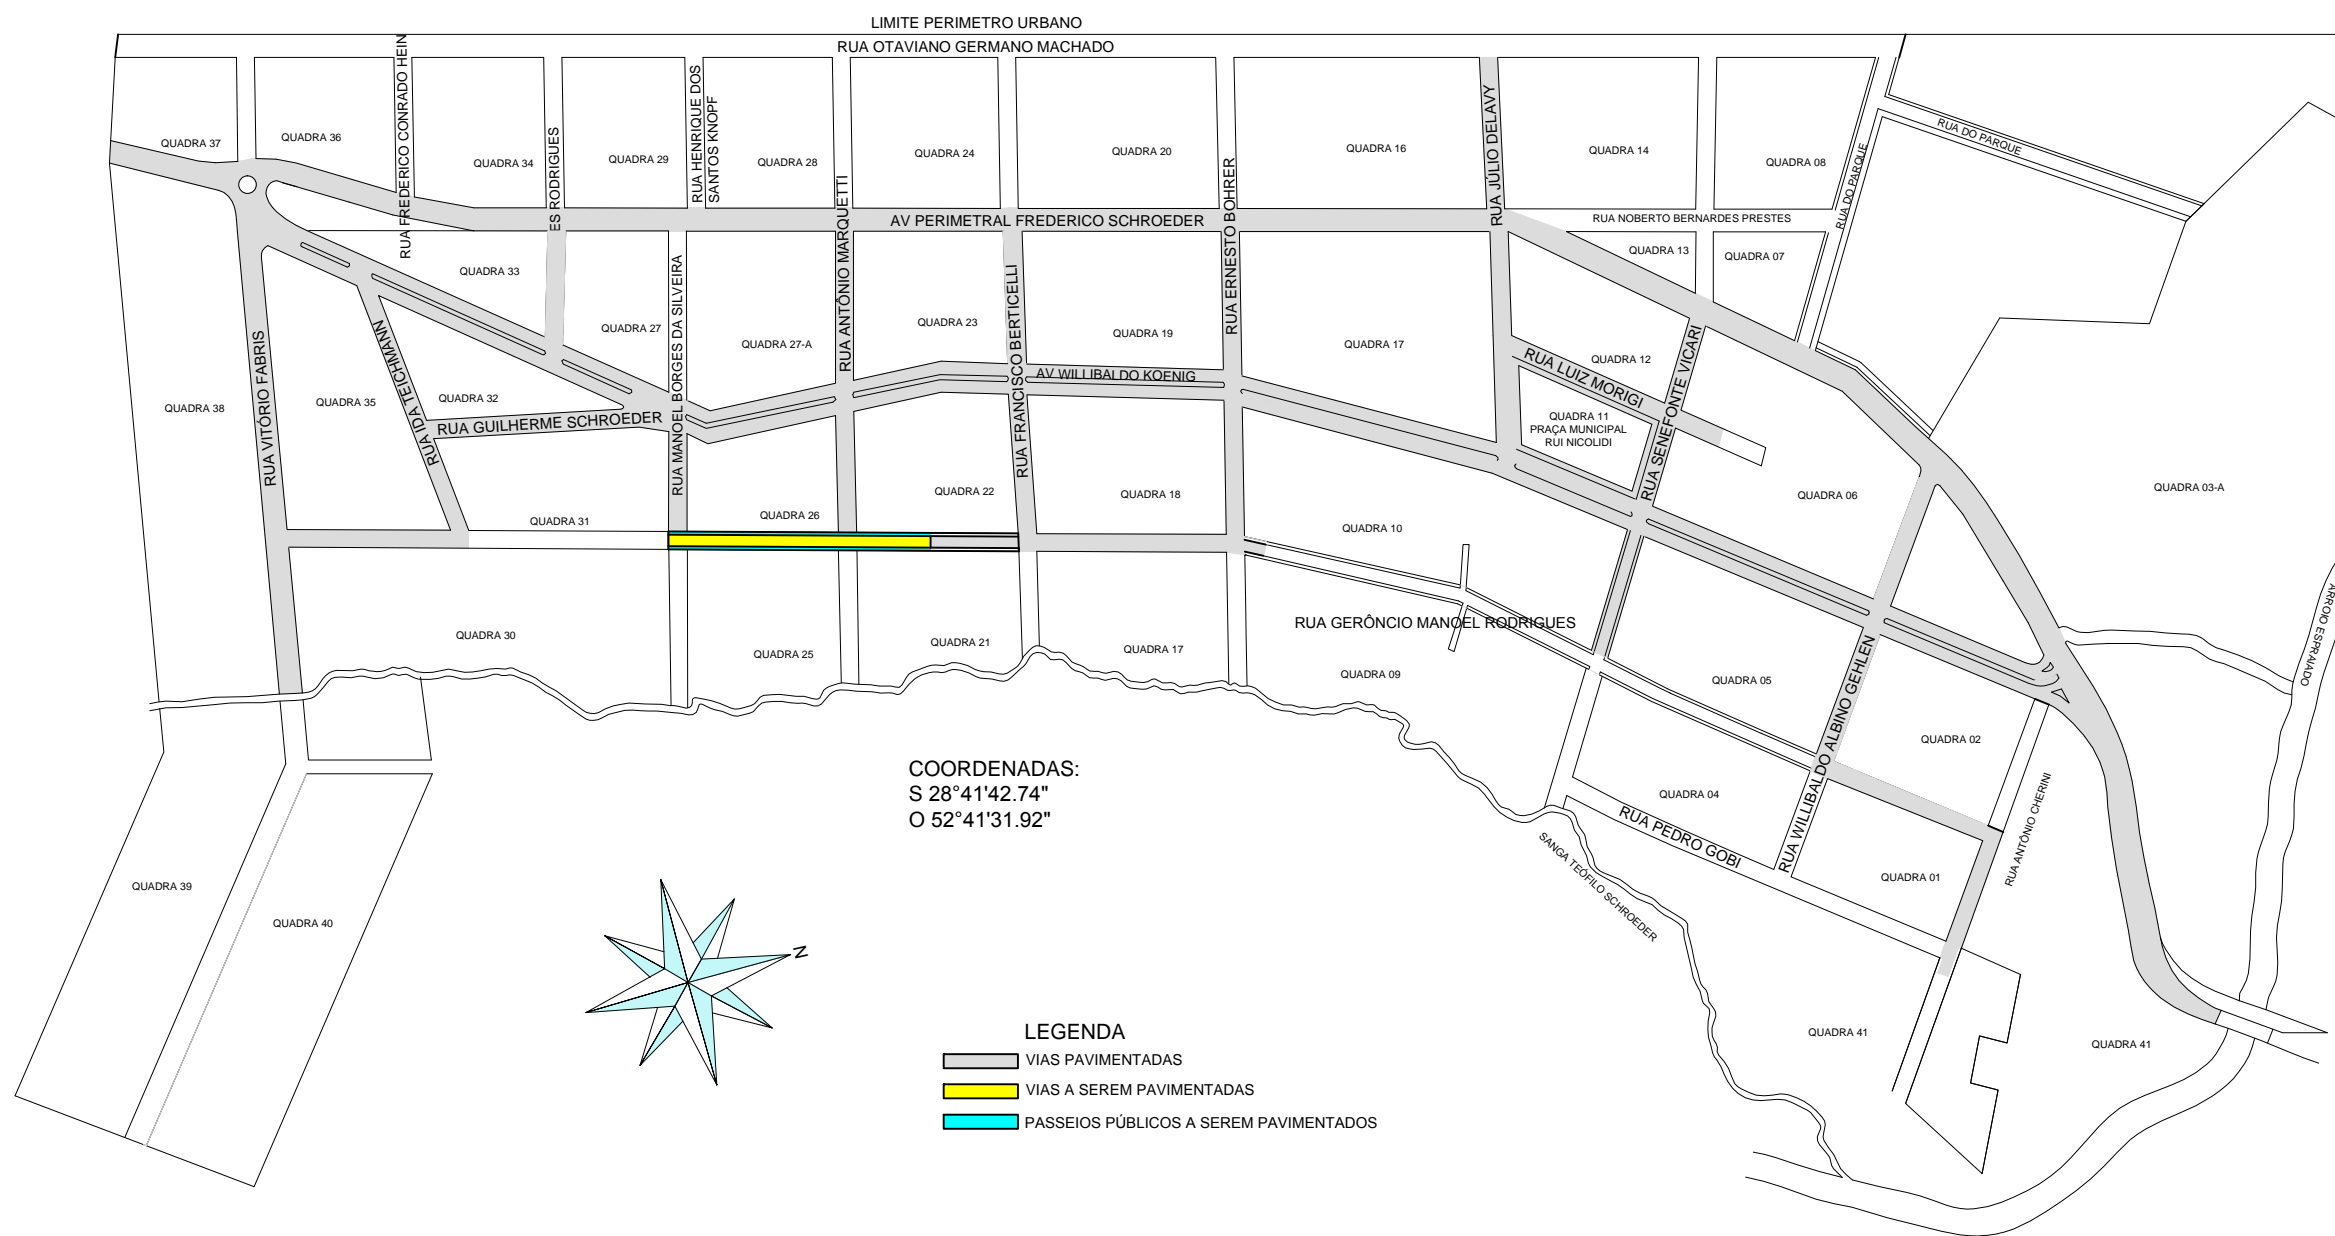 LIMITE PERIMETRO URBANO
RUA OTAVIANO GERMANO MACHADO
RUA FREDERICO CONRADO HEIN
RUA HENRIQUE DOS
SANTOS KNOPF
ES RODRIGUES
QUADRA 37
QUADRA 36
QUADRA 34
QUADRA 29
QUADRA 28
QUADRA 24
QUADRA 20
QUADRA 16
QUADRA 14
QUADRA 08
RUA DO PARQUE
RUA DO PARQUE
RUA JÚLIO DELAVY
AV PERIMETRAL FREDERICO SCHROEDER
RUA NOBERTO BERNARDES PRESTES
RUA ANTÔNIO MARQUETTI
RUA ERNESTO BOHRER
RUA FRANCISCO BERTICELLI
RUA MANOEL BORGES DA SILVEIRA
QUADRA 33
QUADRA 27
QUADRA 27-A
QUADRA 23
QUADRA 19
QUADRA 17
QUADRA 13
QUADRA 07
QUADRA 12
RUA LUIZ MORIGI
RUA SENEFONTE VICARI
AV WILLIBALDO KOENIG
RUA VITÓRIO FABRIS
RUA IDA TEICHMANN
QUADRA 38
QUADRA 35
QUADRA 32
RUA GUILHERME SCHROEDER
QUADRA 11
PRAÇA MUNICIPAL
RUI NICOLIDI
QUADRA 31
QUADRA 26
QUADRA 22
QUADRA 18
QUADRA 10
QUADRA 06
QUADRA 03-A
ARROIO ESPRAIADO
RUA GERÔNCIO MANOEL RODRIGUES
QUADRA 30
QUADRA 25
QUADRA 21
QUADRA 17
QUADRA 09
QUADRA 05
RUA WILLIBALDO ALBINO GEHLEN
QUADRA 02
QUADRA 04
RUA PEDRO GOBI
RUA ANTÔNIO CHERINI
SANGA TEÓFILO SCHROEDER
QUADRA 01
COORDENADAS:
S 28°41'42.74"
O 52°41'31.92"
QUADRA 39
QUADRA 40
N
QUADRA 41
QUADRA 41
LEGENDA
VIAS PAVIMENTADAS
VIAS A SEREM PAVIMENTADAS
PASSEIOS PÚBLICOS A SEREM PAVIMENTADOS